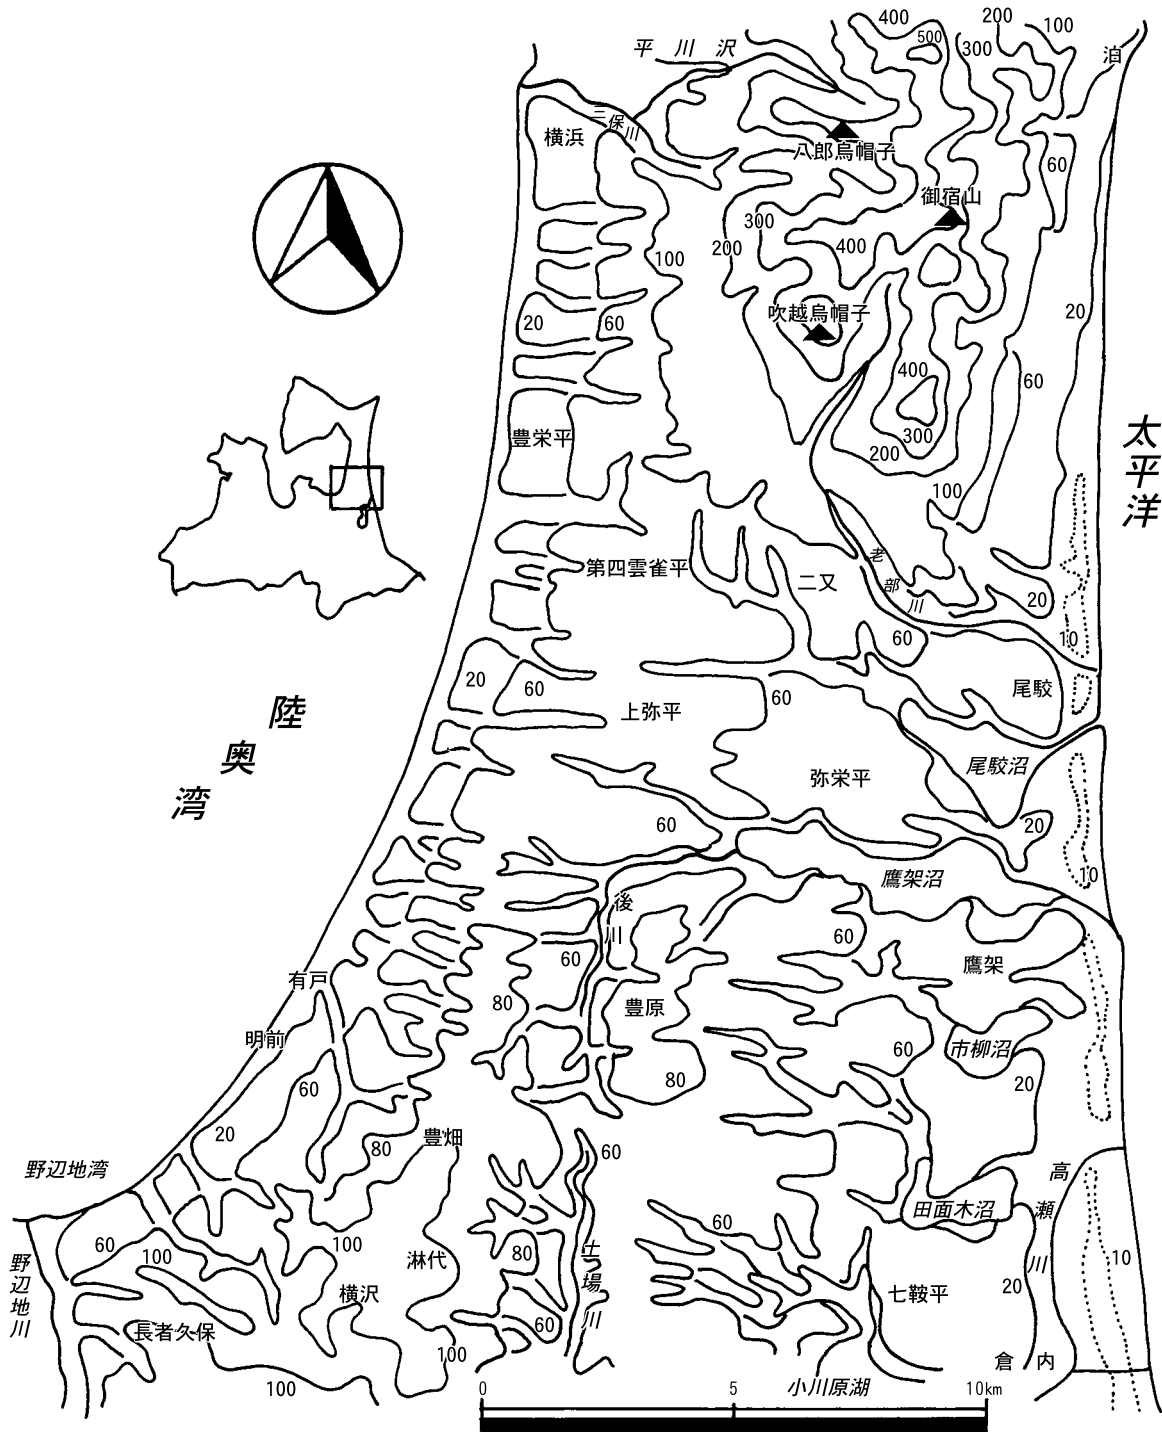 400
200
100
500
300
平川沢
泊
三保川
横浜
八郎烏帽子
60
御宿山
300
200
400
100
20
60
吹越烏帽子
20
400
60
豊栄平
300
200
100
太平洋
第四雲雀平
二又
老部川
20
10
60
20
60
尾駮
60
上弥平
陸奥湾
尾駮沼
弥栄平
60
20
10
鷹架沼
後川
60
60
鷹架
有戸
80
豊原
明前
市柳沼
60
60
80
20
20
豊畑
80
60
野辺地湾
高瀬川
田面木沼
60
60
100
100
淋代
80
土場川
10
野辺地川
横沢
七鞍平
20
長者久保
60
100
倉内
100
小川原湖
0
5
10km